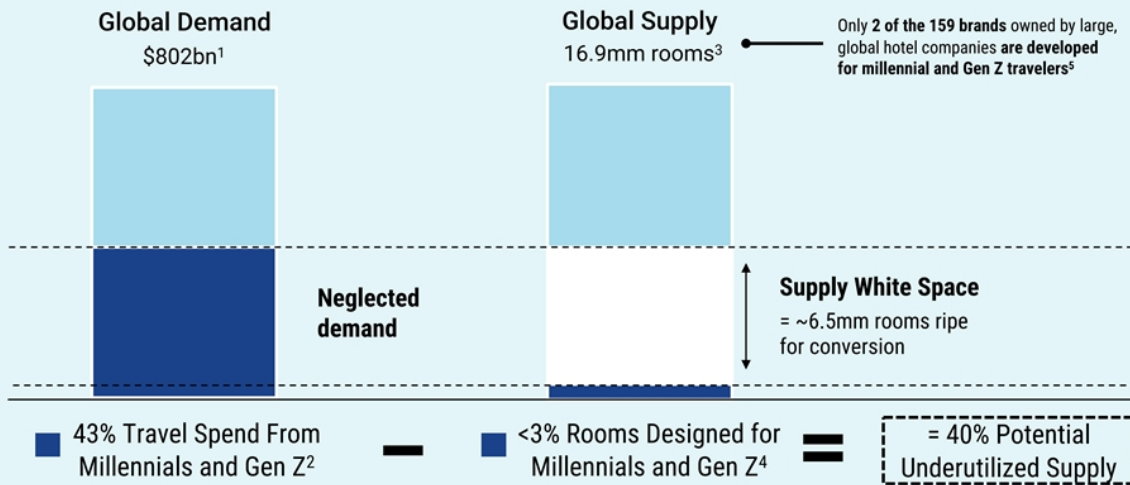 Global Demand
$802bn¹
Global Supply
16.9mm rooms³
Only 2 of the 159 brands owned by large,
global hotel companies are developed
for millennial and Gen Z travelers⁵
Neglected
demand
Supply White Space
= ~6.5mm rooms ripe
for conversion
43% Travel Spend From
Millennials and Gen Z²
<3% Rooms Designed for
Millennials and Gen Z⁴
= 40% Potential
Underutilized Supply